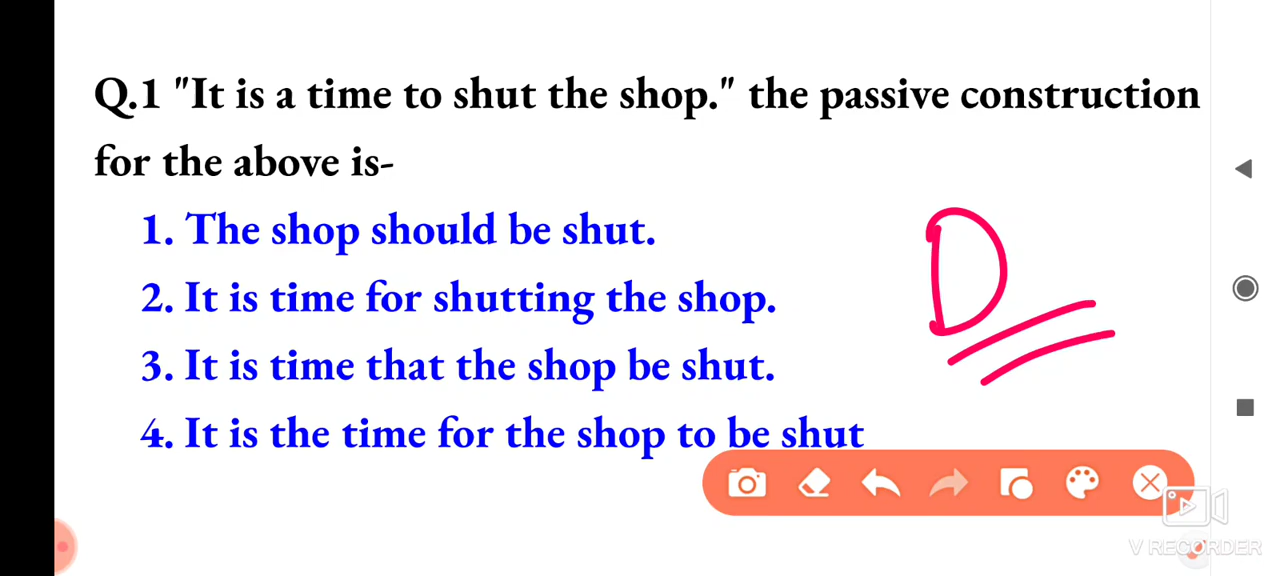 Q.1 "It is a time to shut the shop." the passive construction
for the above is-
1. The shop should be shut.
2. It is time for shutting the shop.
3. It is time that the shop be shut.
4. It is the time for the shop to be shut
D
V RECORDER